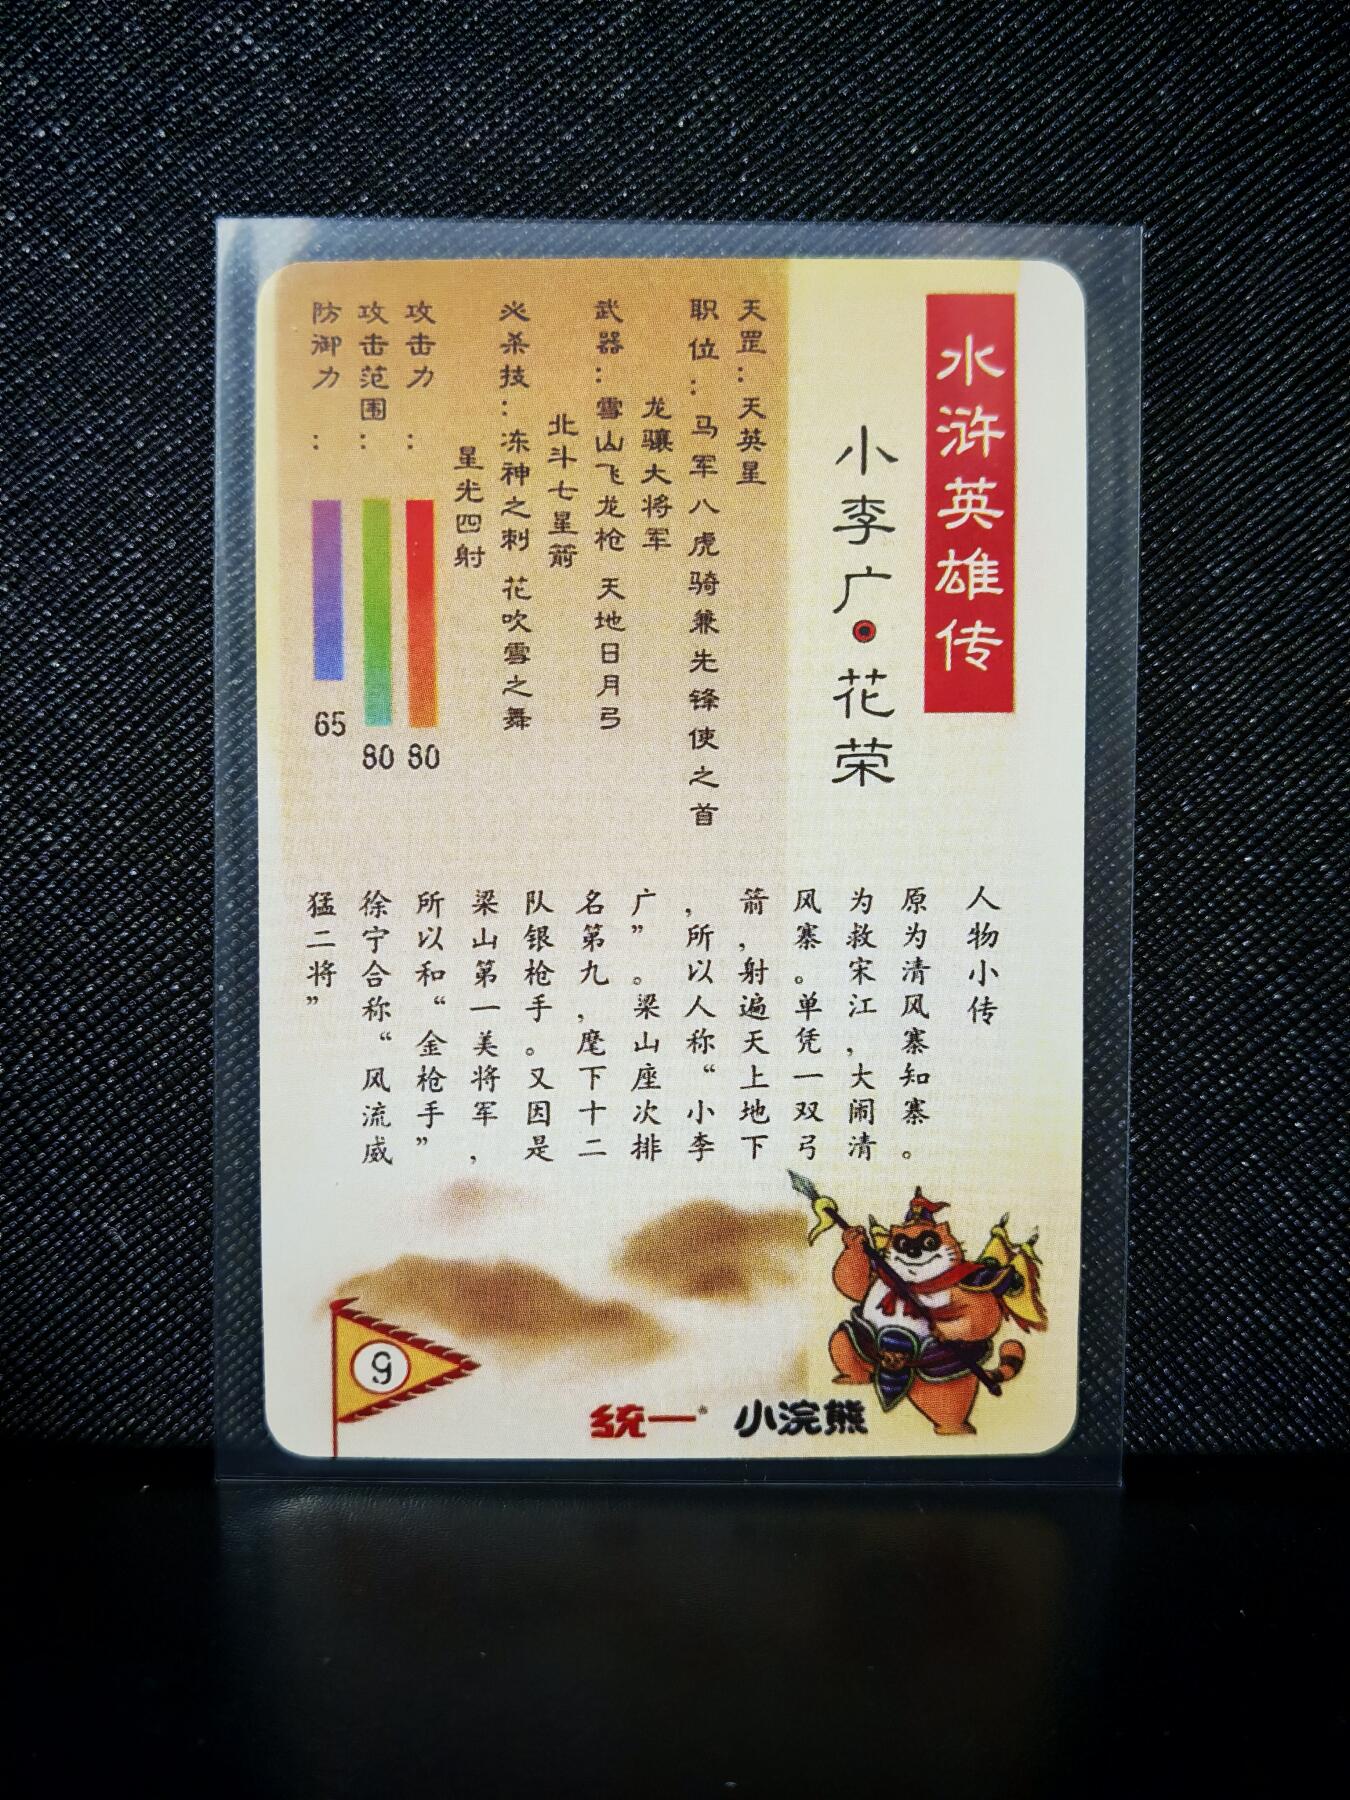 水浒英雄传
小李广·花荣
天罡：天英星
职位：马军八虎骑兼先锋使之首
龙骧大将军
武器：雪山飞龙枪 天地日月弓
北斗七星箭
必杀技：冻神之刺 花吹雪之舞
星光四射
攻击力：80
攻击范围：80
防御力：65
人物小传
原为清风寨知寨。
为救宋江，大闹清
风寨。单凭一双弓
箭，射遍天上地下
，所以人称“小李
广”。梁山座次排
名第九，麾下十二
队银枪手。又因是
梁山第一美将军，
所以和“金枪手”
徐宁合称“风流威
猛二将”
9
统一 小浣熊